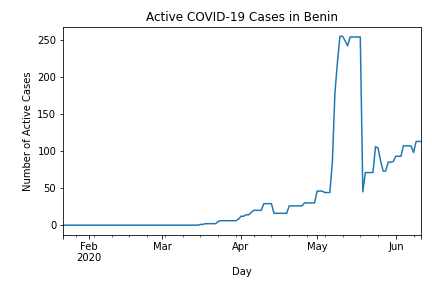 Active COVID-19 Cases in Benin
Number of Active Cases
250
200
150
100
50
0
Feb
2020
Mar
Apr
May
Jun
Day